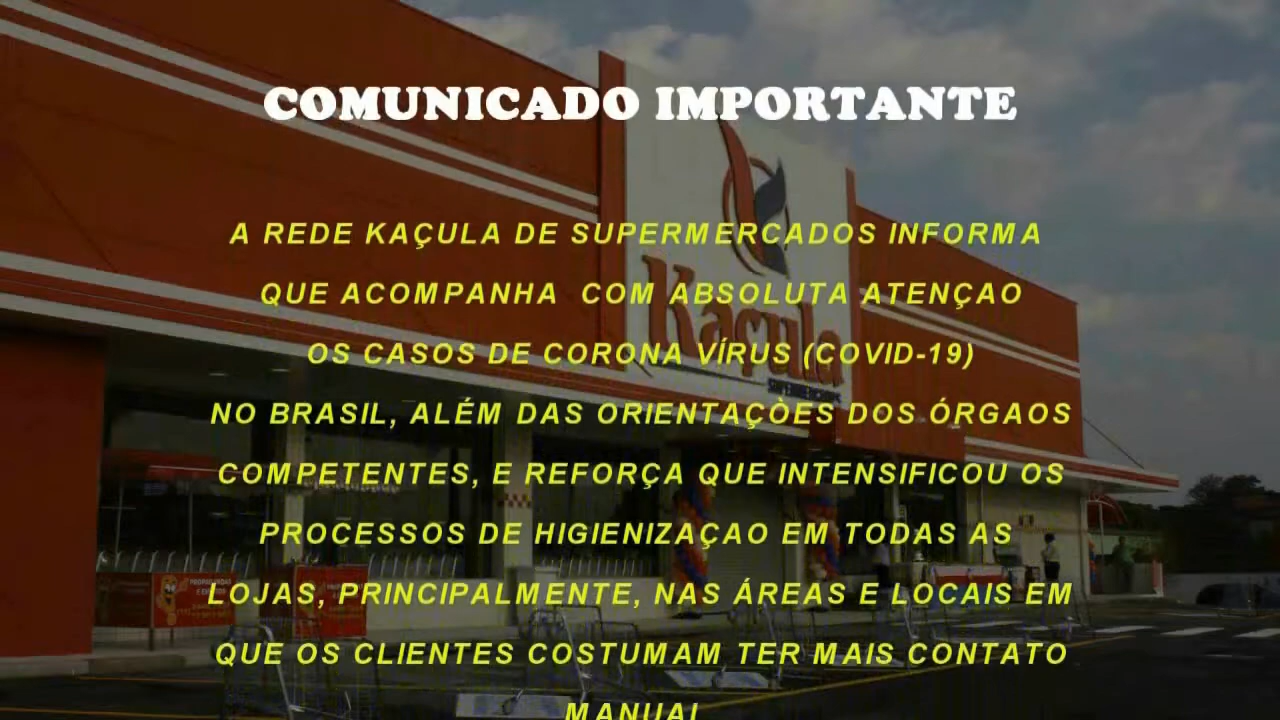 COMUNICADO IMPORTANTE
A REDE KAÇULA DE SUPERMERCADOS INFORMA
QUE ACOMPANHA COM ABSOLUTA ATENÇAO
OS CASOS DE CORONA VÍRUS (COVID-19)
NO BRASIL, ALÉM DAS ORIENTAÇÒES DOS ÓRGAOS
COMPETENTES, E REFORÇA QUE INTENSIFICOU OS
PROCESSOS DE HIGIENIZAÇAO EM TODAS AS
LOJAS, PRINCIPALMENTE, NAS ÁREAS E LOCAIS EM
QUE OS CLIENTES COSTUMAM TER MAIS CONTATO
MANUAL
Kaçula
SUPERMERCADOS